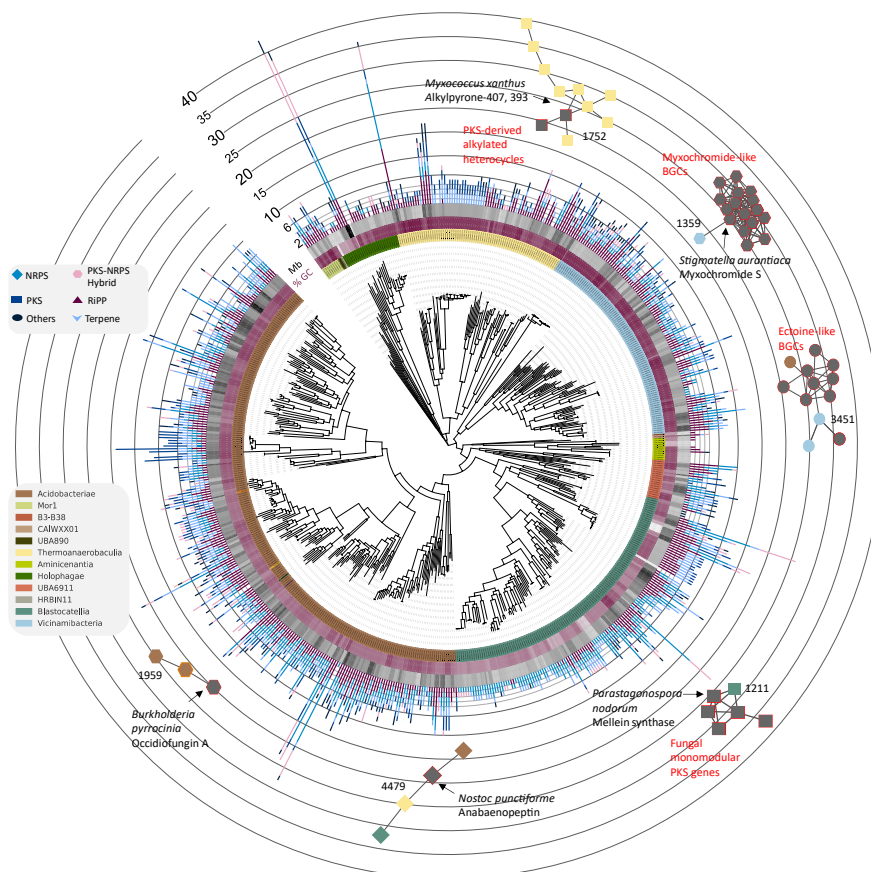 40
35
30
25
20
15
10
6
2
Mb
% GC
Myxococcus xanthus
Alkylpyrone-407, 393
1752
PKS-derived
alkylated
heterocycles
Myxochromide-like
BGCs
1359
Stigmatella aurantiaca
Myxochromide S
NRPS
PKS-NRPS
Hybrid
PKS
RiPP
Others
Terpene
Ectoine-like
BGCs
3451
Acidobacteriae
Mor1
B3-B38
CAIWXX01
UBA890
Thermoanaerobaculia
Aminicenantia
Holophagae
UBA6911
HRBIN11
Blastocatellia
Vicinamibacteria
1959
Burkholderia
pyrrocinia
Occidiofungin A
Parastagonospora
nodorum
Mellein synthase
1211
Fungal
monomodular
PKS genes
4479
Nostoc punctiforme
Anabaenopeptin